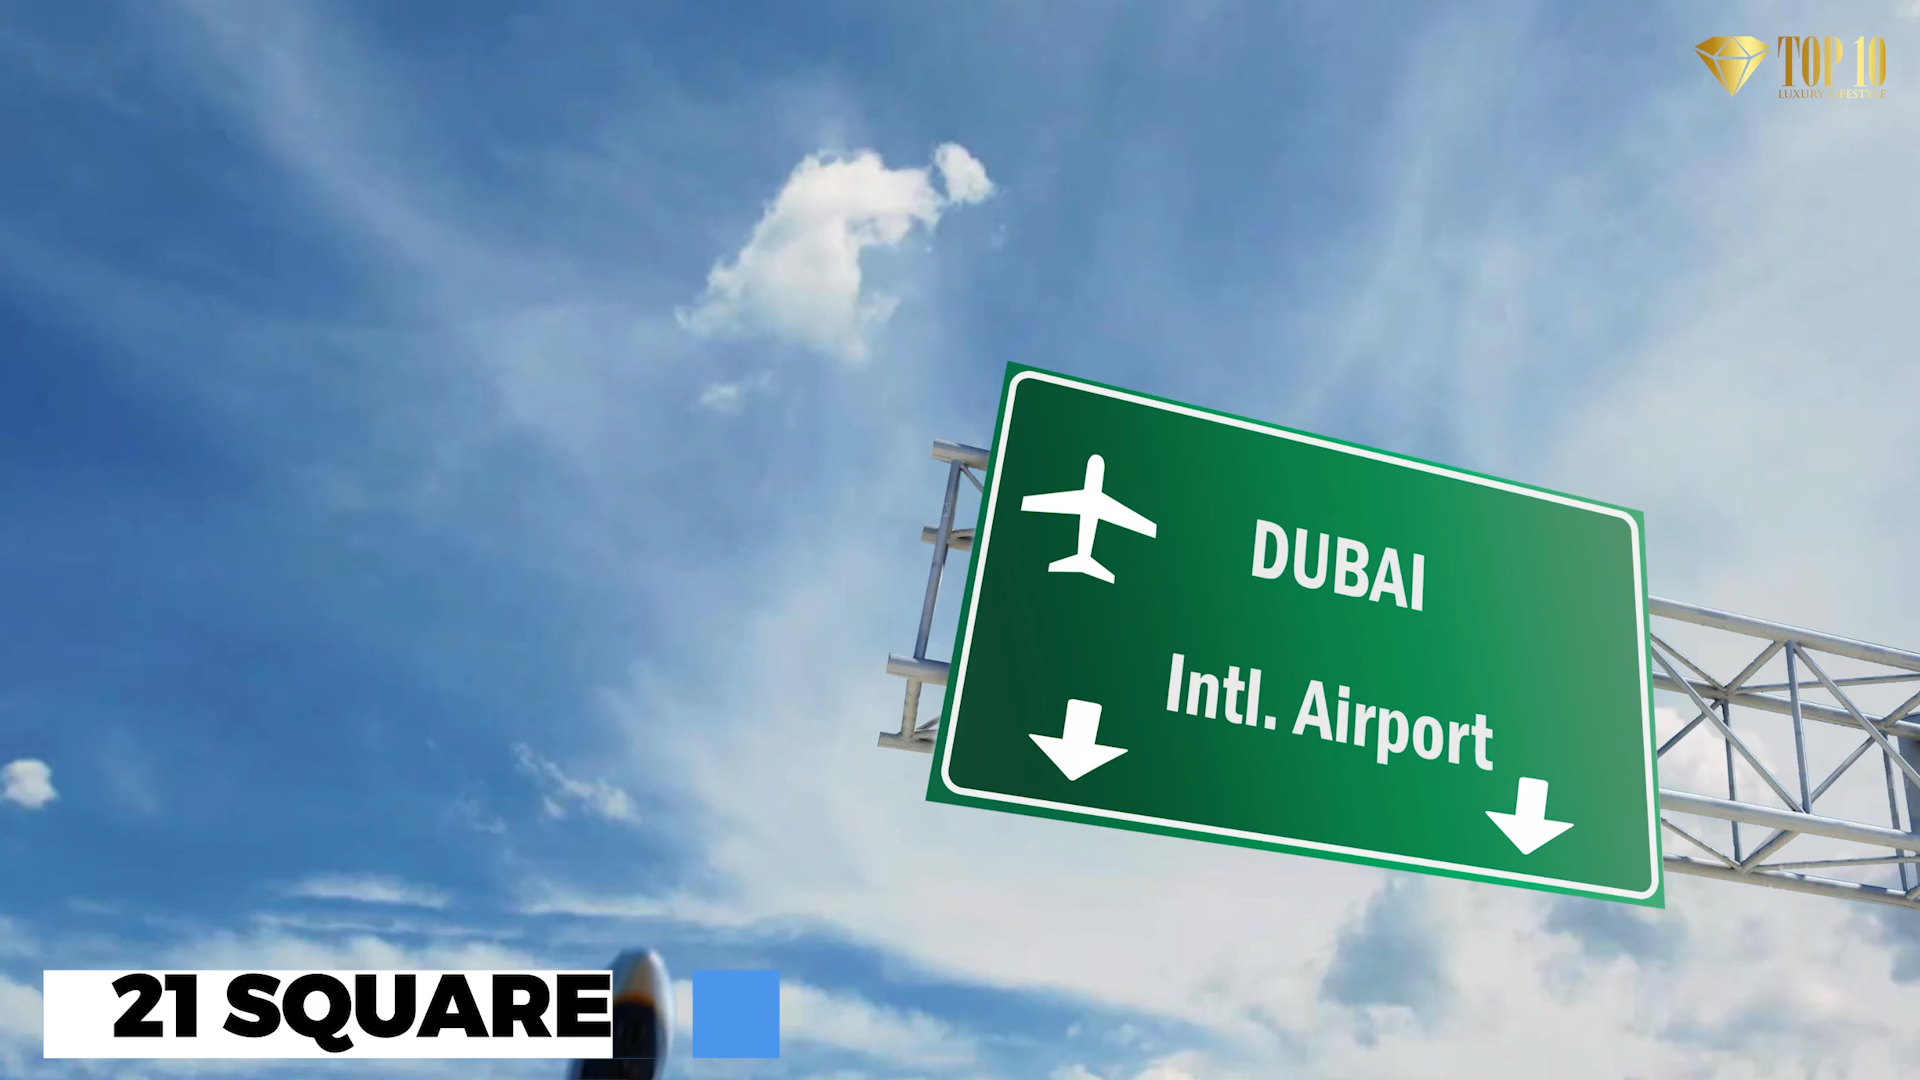 TOP 10
LUXURY LIFESTYLE
DUBAI
Intl. Airport
21 SQUARE